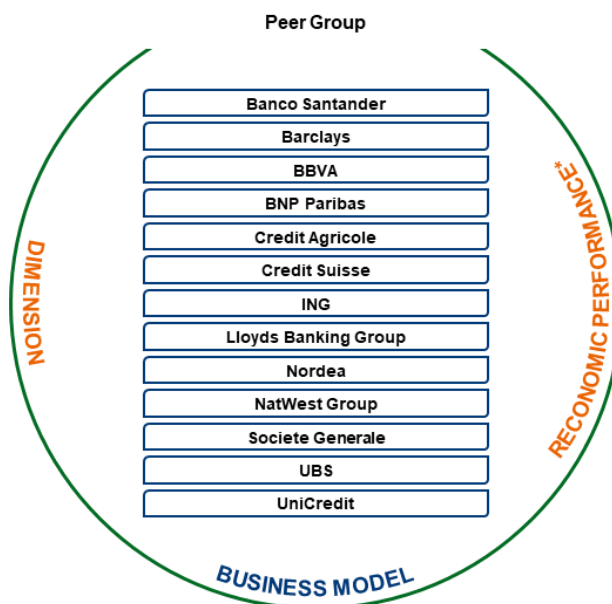 Peer Group
Banco Santander
Barclays
BBVA
BNP Paribas
Credit Agricole
Credit Suisse
ING
Lloyds Banking Group
Nordea
NatWest Group
Societe Generale
UBS
UniCredit
DIMENSION
RECONOMIC PERFORMANCE*
BUSINESS MODEL